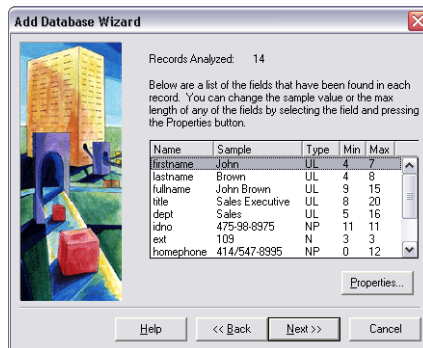 Add Database Wizard
Records Analyzed: 14
Below are a list of the fields that have been found in each
record. You can change the sample value or the max
length of any of the fields by selecting the field and pressing
the Properties button.
Name Sample Type Min Max
firstname John UL 4 7
lastname Brown UL 4 8
fullname John Brown UL 9 15
title Sales Executive UL 8 20
dept Sales UL 5 16
idno 475-98-8975 NP 11 11
ext 109 N 3 3
homephone 414/547-8995 NP 0 12
Properties...
Help << Back Next >> Cancel